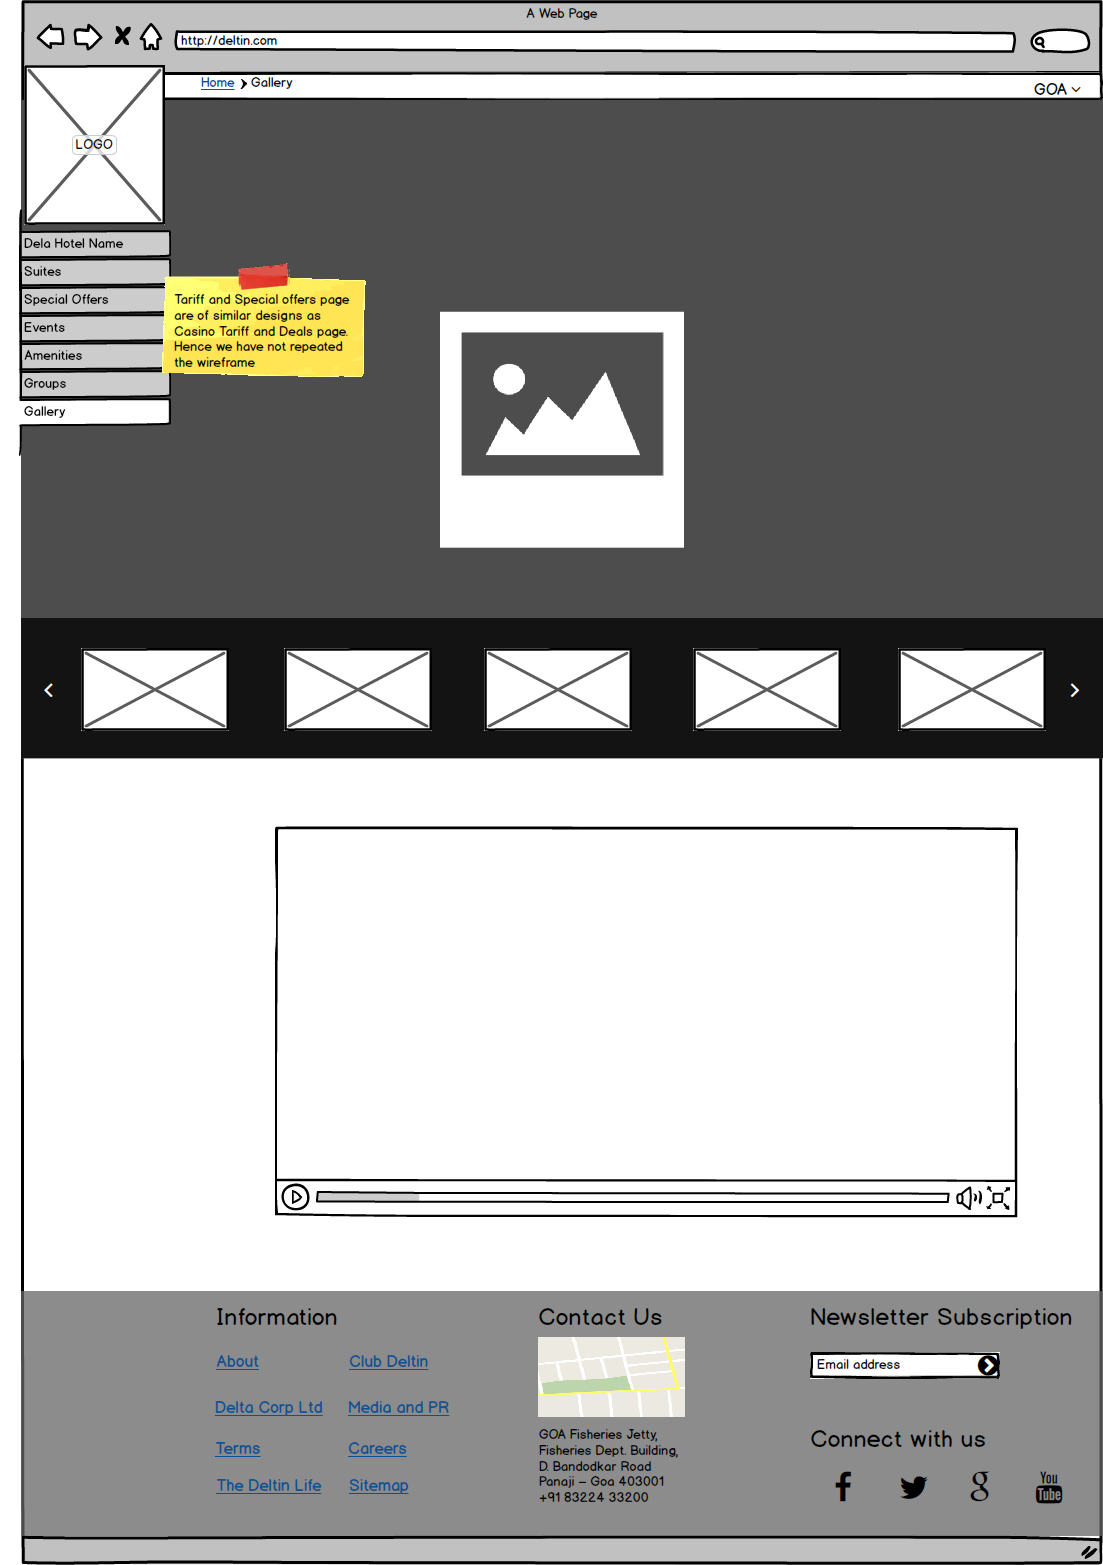 A Web Page
http://deltin.com
Home Gallery
GOA
LOGO
Dela Hotel Name
Suites
Special Offers
Events
Amenities
Groups
Gallery
Tariff and Special offers page
are of similar designs as
Casino Tariff and Deals page.
Hence we have not repeated
the wireframe
Information
About
Club Deltin
Delta Corp Ltd
Media and PR
Terms
Careers
The Deltin Life
Sitemap
Contact Us
GOA Fisheries Jetty,
Fisheries Dept. Building,
D. Bandodkar Road
Panaji – Goa 403001
+91 83224 33200
Newsletter Subscription
Email address
Connect with us
f
g
You
Tube